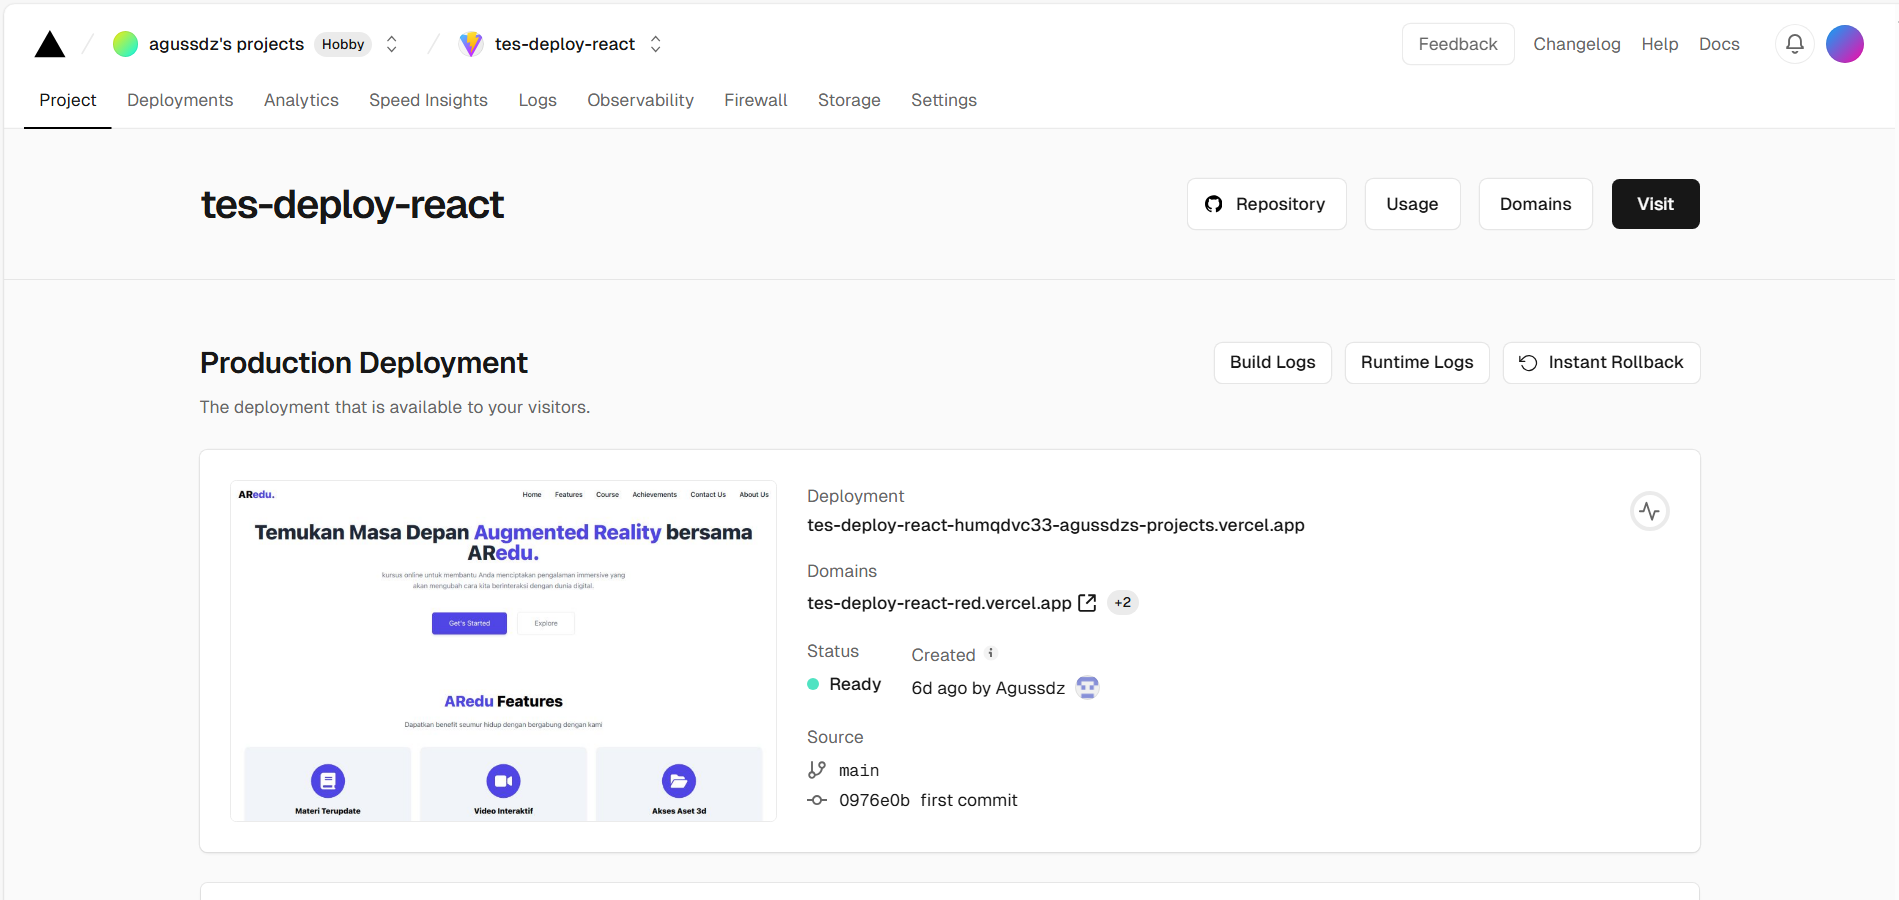 agussdz's projects Hobby tes-deploy-react Feedback Changelog Help Docs
Project Deployments Analytics Speed Insights Logs Observability Firewall Storage Settings
tes-deploy-react
Repository Usage Domains Visit
Production Deployment
Build Logs Runtime Logs Instant Rollback
The deployment that is available to your visitors.
ARedu.
Home Features Course Achievements Contact Us About Us
Temukan Masa Depan Augmented Reality bersama
ARedu.
kursus online untuk membantu Anda menciptakan pengalaman immersive yang
akan mengubah cara kita berinteraksi dengan dunia digital.
Get's Started Explore
ARedu Features
Dapatkan benefit seumur hidup dengan bergabung dengan kami
Materi Terupdate Video Interaktif Akses Aset 3d
Deployment
tes-deploy-react-humqdvc33-agussdzs-projects.vercel.app
Domains
tes-deploy-react-red.vercel.app +2
Status Created
Ready 6d ago by Agussdz
Source
main
0976e0b first commit